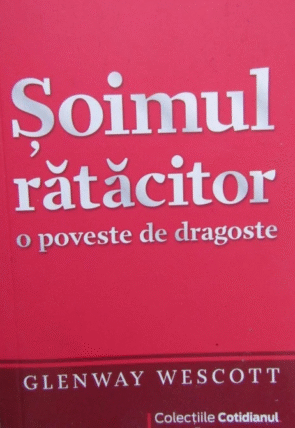 Șoimul
rătăcitor
o poveste de dragoste
GLENWAY WESCOTT
Colecțiile Cotidianul